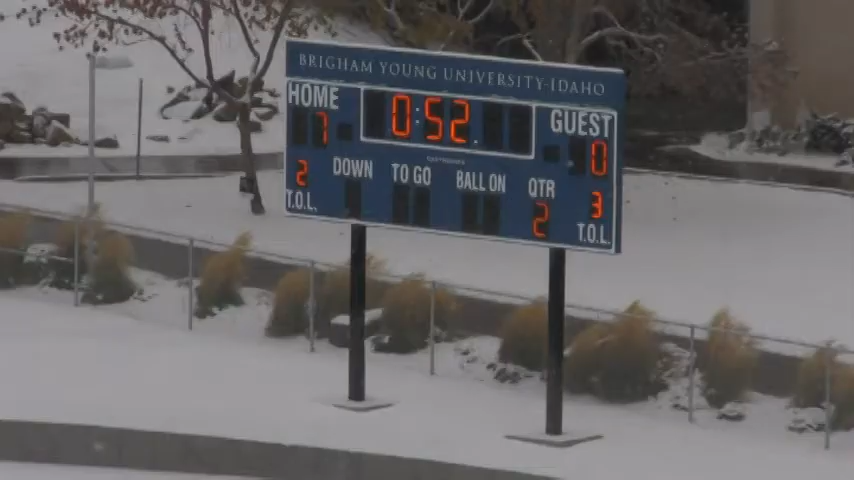 BRIGHAM YOUNG UNIVERSITY-IDAHO
HOME 0:52. GUEST
7 0
DOWN TO GO BALL ON QTR
2 2 3
T.O.L. T.O.L.